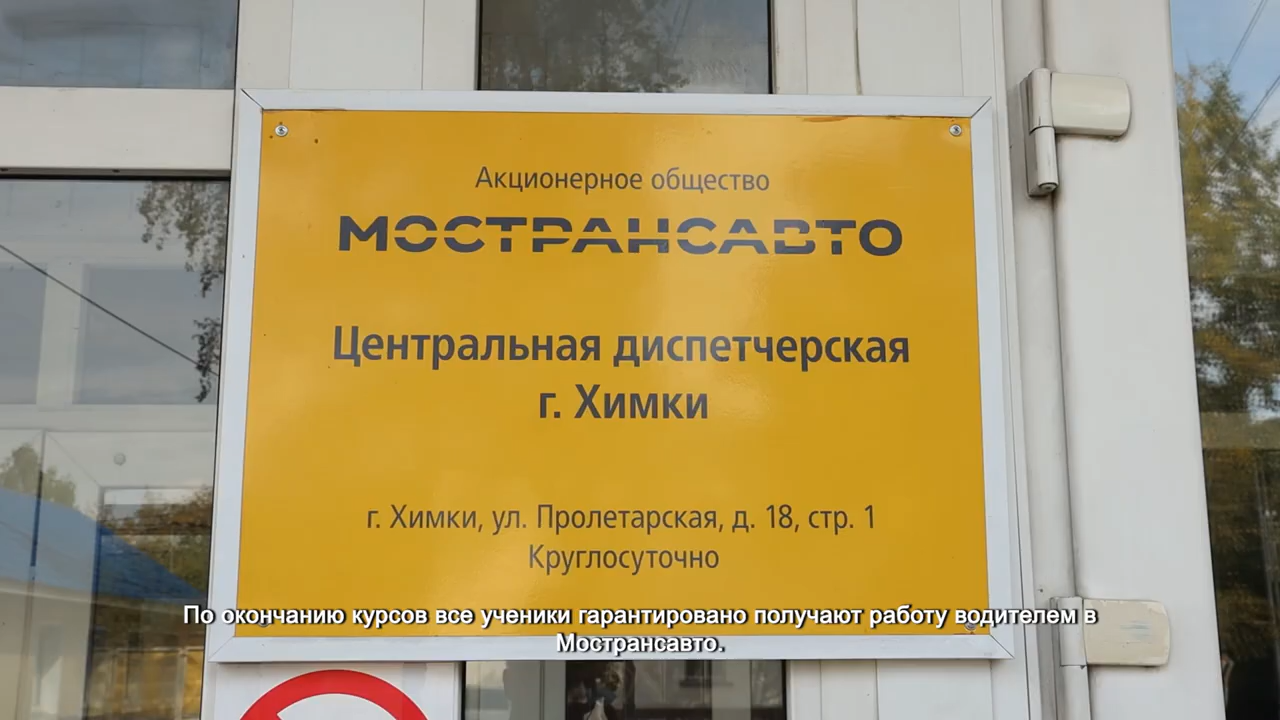 Акционерное общество
МОСТРАНСАВТО
Центральная диспетчерская
г. Химки
г. Химки, ул. Пролетарская, д. 18, стр. 1
Круглосуточно
По окончанию курсов все ученики гарантировано получают работу водителем в
Мострансавто.